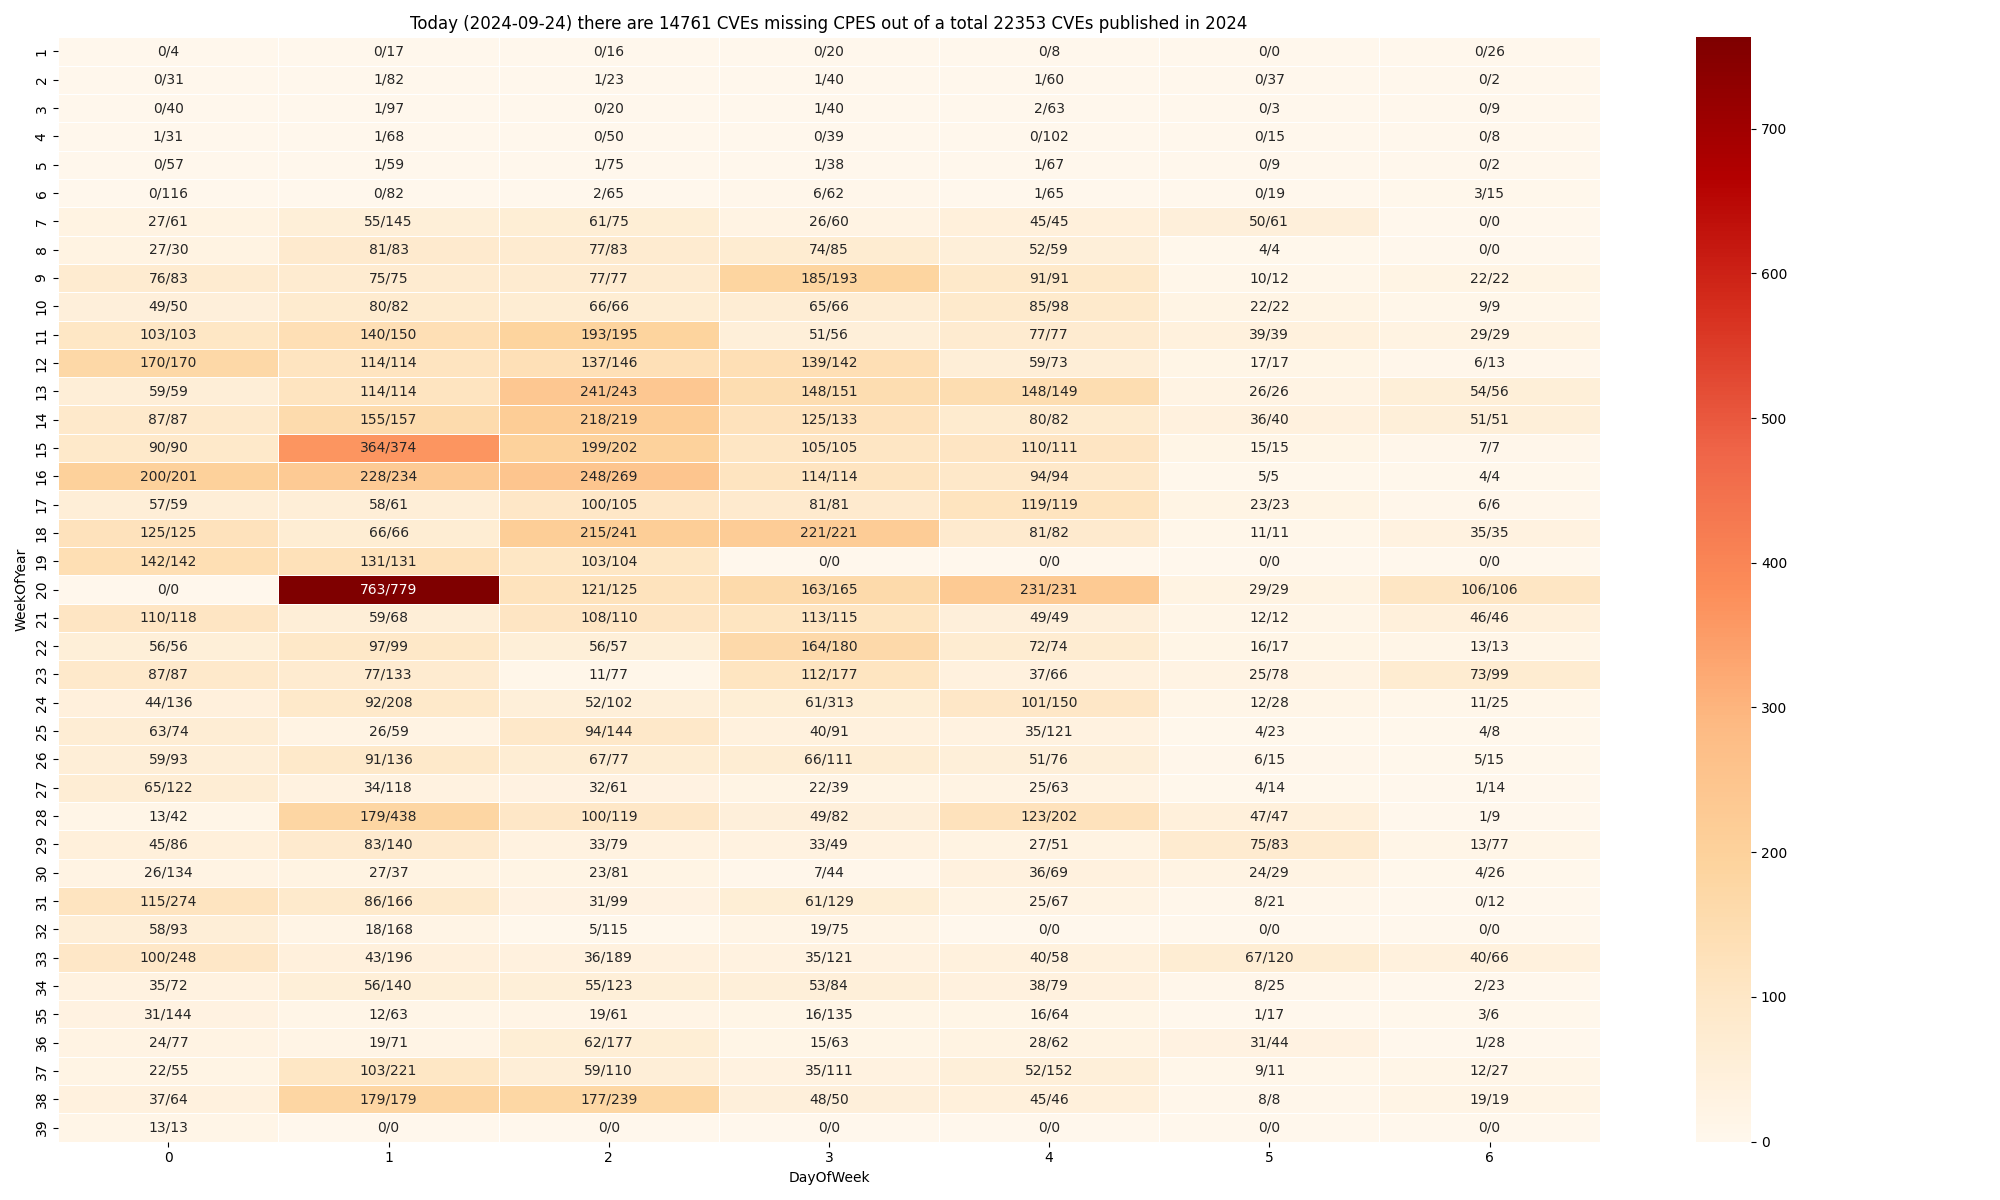 Today (2024-09-24) there are 14761 CVEs missing CPES out of a total 22353 CVEs published in 2024
1 0/4 0/17 0/16 0/20 0/8 0/0 0/26
2 0/31 1/82 1/23 1/40 1/60 0/37 0/2
3 0/40 1/97 0/20 1/40 2/63 0/3 0/9
4 1/31 1/68 0/50 0/39 0/102 0/15 0/8
5 0/57 1/59 1/75 1/38 1/67 0/9 0/2
6 0/116 0/82 2/65 6/62 1/65 0/19 3/15
7 27/61 55/145 61/75 26/60 45/45 50/61 0/0
8 27/30 81/83 77/83 74/85 52/59 4/4 0/0
9 76/83 75/75 77/77 185/193 91/91 10/12 22/22
10 49/50 80/82 66/66 65/66 85/98 22/22 9/9
11 103/103 140/150 193/195 51/56 77/77 39/39 29/29
12 170/170 114/114 137/146 139/142 59/73 17/17 6/13
13 59/59 114/114 241/243 148/151 148/149 26/26 54/56
14 87/87 155/157 218/219 125/133 80/82 36/40 51/51
15 90/90 364/374 199/202 105/105 110/111 15/15 7/7
16 200/201 228/234 248/269 114/114 94/94 5/5 4/4
17 57/59 58/61 100/105 81/81 119/119 23/23 6/6
18 125/125 66/66 215/241 221/221 81/82 11/11 35/35
19 142/142 131/131 103/104 0/0 0/0 0/0 0/0
20 0/0 763/779 121/125 163/165 231/231 29/29 106/106
21 110/118 59/68 108/110 113/115 49/49 12/12 46/46
22 56/56 97/99 56/57 164/180 72/74 16/17 13/13
23 87/87 77/133 11/77 112/177 37/66 25/78 73/99
24 44/136 92/208 52/102 61/313 101/150 12/28 11/25
25 63/74 26/59 94/144 40/91 35/121 4/23 4/8
26 59/93 91/136 67/77 66/111 51/76 6/15 5/15
27 65/122 34/118 32/61 22/39 25/63 4/14 1/14
28 13/42 179/438 100/119 49/82 123/202 47/47 1/9
29 45/86 83/140 33/79 33/49 27/51 75/83 13/77
30 26/134 27/37 23/81 7/44 36/69 24/29 4/26
31 115/274 86/166 31/99 61/129 25/67 8/21 0/12
32 58/93 18/168 5/115 19/75 0/0 0/0 0/0
33 100/248 43/196 36/189 35/121 40/58 67/120 40/66
34 35/72 56/140 55/123 53/84 38/79 8/25 2/23
35 31/144 12/63 19/61 16/135 16/64 1/17 3/6
36 24/77 19/71 62/177 15/63 28/62 31/44 1/28
37 22/55 103/221 59/110 35/111 52/152 9/11 12/27
38 37/64 179/179 177/239 48/50 45/46 8/8 19/19
39 13/13 0/0 0/0 0/0 0/0 0/0 0/0
0 1 2 3 4 5 6
DayOfWeek
WeekOfYear
700
600
500
400
300
200
100
0